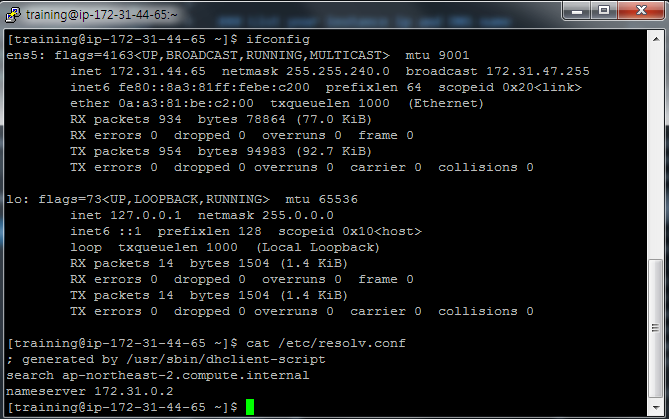 training@ip-172-31-44-65:~
[training@ip-172-31-44-65 ~]$ ifconfig
ens5: flags=4163<UP,BROADCAST,RUNNING,MULTICAST>  mtu 9001
        inet 172.31.44.65  netmask 255.255.240.0  broadcast 172.31.47.255
        inet6 fe80::8a3:81ff:febe:c200  prefixlen 64  scopeid 0x20<link>
        ether 0a:a3:81:be:c2:00  txqueuelen 1000  (Ethernet)
        RX packets 934  bytes 78864 (77.0 KiB)
        RX errors 0  dropped 0  overruns 0  frame 0
        TX packets 954  bytes 94983 (92.7 KiB)
        TX errors 0  dropped 0 overruns 0  carrier 0  collisions 0
lo: flags=73<UP,LOOPBACK,RUNNING>  mtu 65536
        inet 127.0.0.1  netmask 255.0.0.0
        inet6 ::1  prefixlen 128  scopeid 0x10<host>
        loop  txqueuelen 1000  (Local Loopback)
        RX packets 14  bytes 1504 (1.4 KiB)
        RX errors 0  dropped 0  overruns 0  frame 0
        TX packets 14  bytes 1504 (1.4 KiB)
        TX errors 0  dropped 0 overruns 0  carrier 0  collisions 0
[training@ip-172-31-44-65 ~]$ cat /etc/resolv.conf
; generated by /usr/sbin/dhclient-script
search ap-northeast-2.compute.internal
nameserver 172.31.0.2
[training@ip-172-31-44-65 ~]$